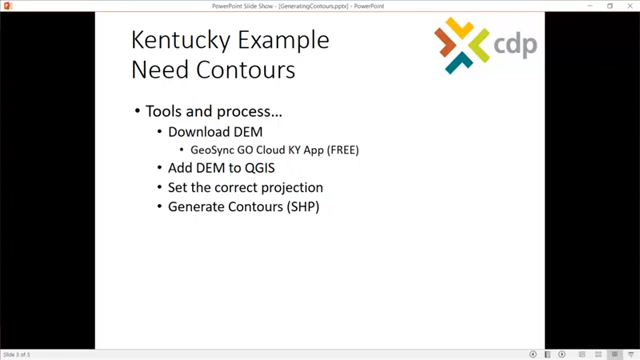 PowerPoint Slide Show - [GeneratingContours.pptx] - PowerPoint
Kentucky Example
Need Contours
cdp
• Tools and process…
• Download DEM
• GeoSync GO Cloud KY App (FREE)
• Add DEM to QGIS
• Set the correct projection
• Generate Contours (SHP)
Slide 3 of 3